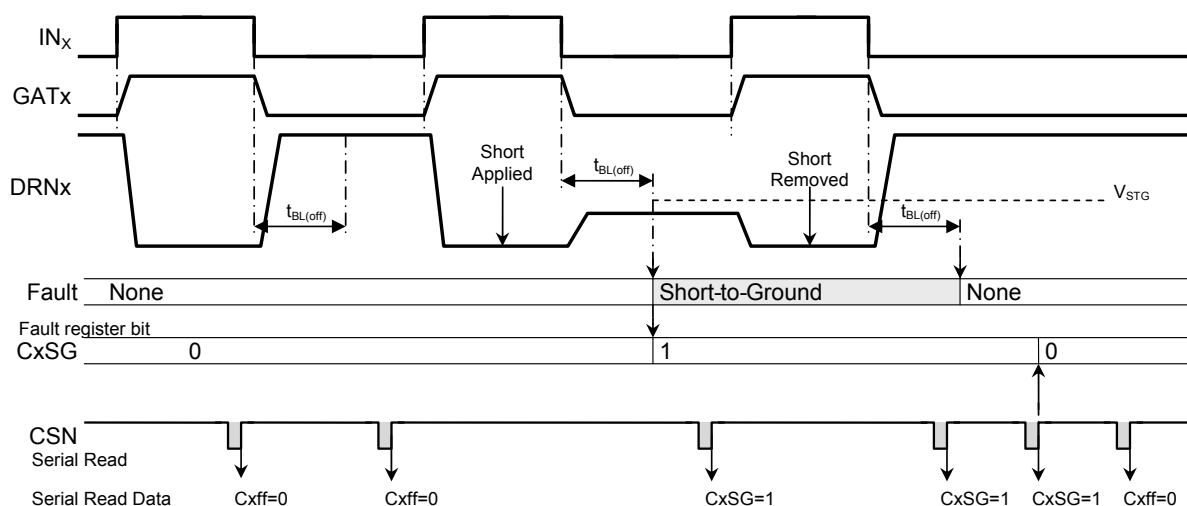 INX
GATx
DRNx
Short Applied
Short Removed
tBL(off)
tBL(off)
tBL(off)
VSTG
Fault None Short-to-Ground None
Fault register bit
CxSG 0 1 0
CSN
Serial Read
Serial Read Data Cxff=0 Cxff=0 CxSG=1 CxSG=1 CxSG=1 Cxff=0